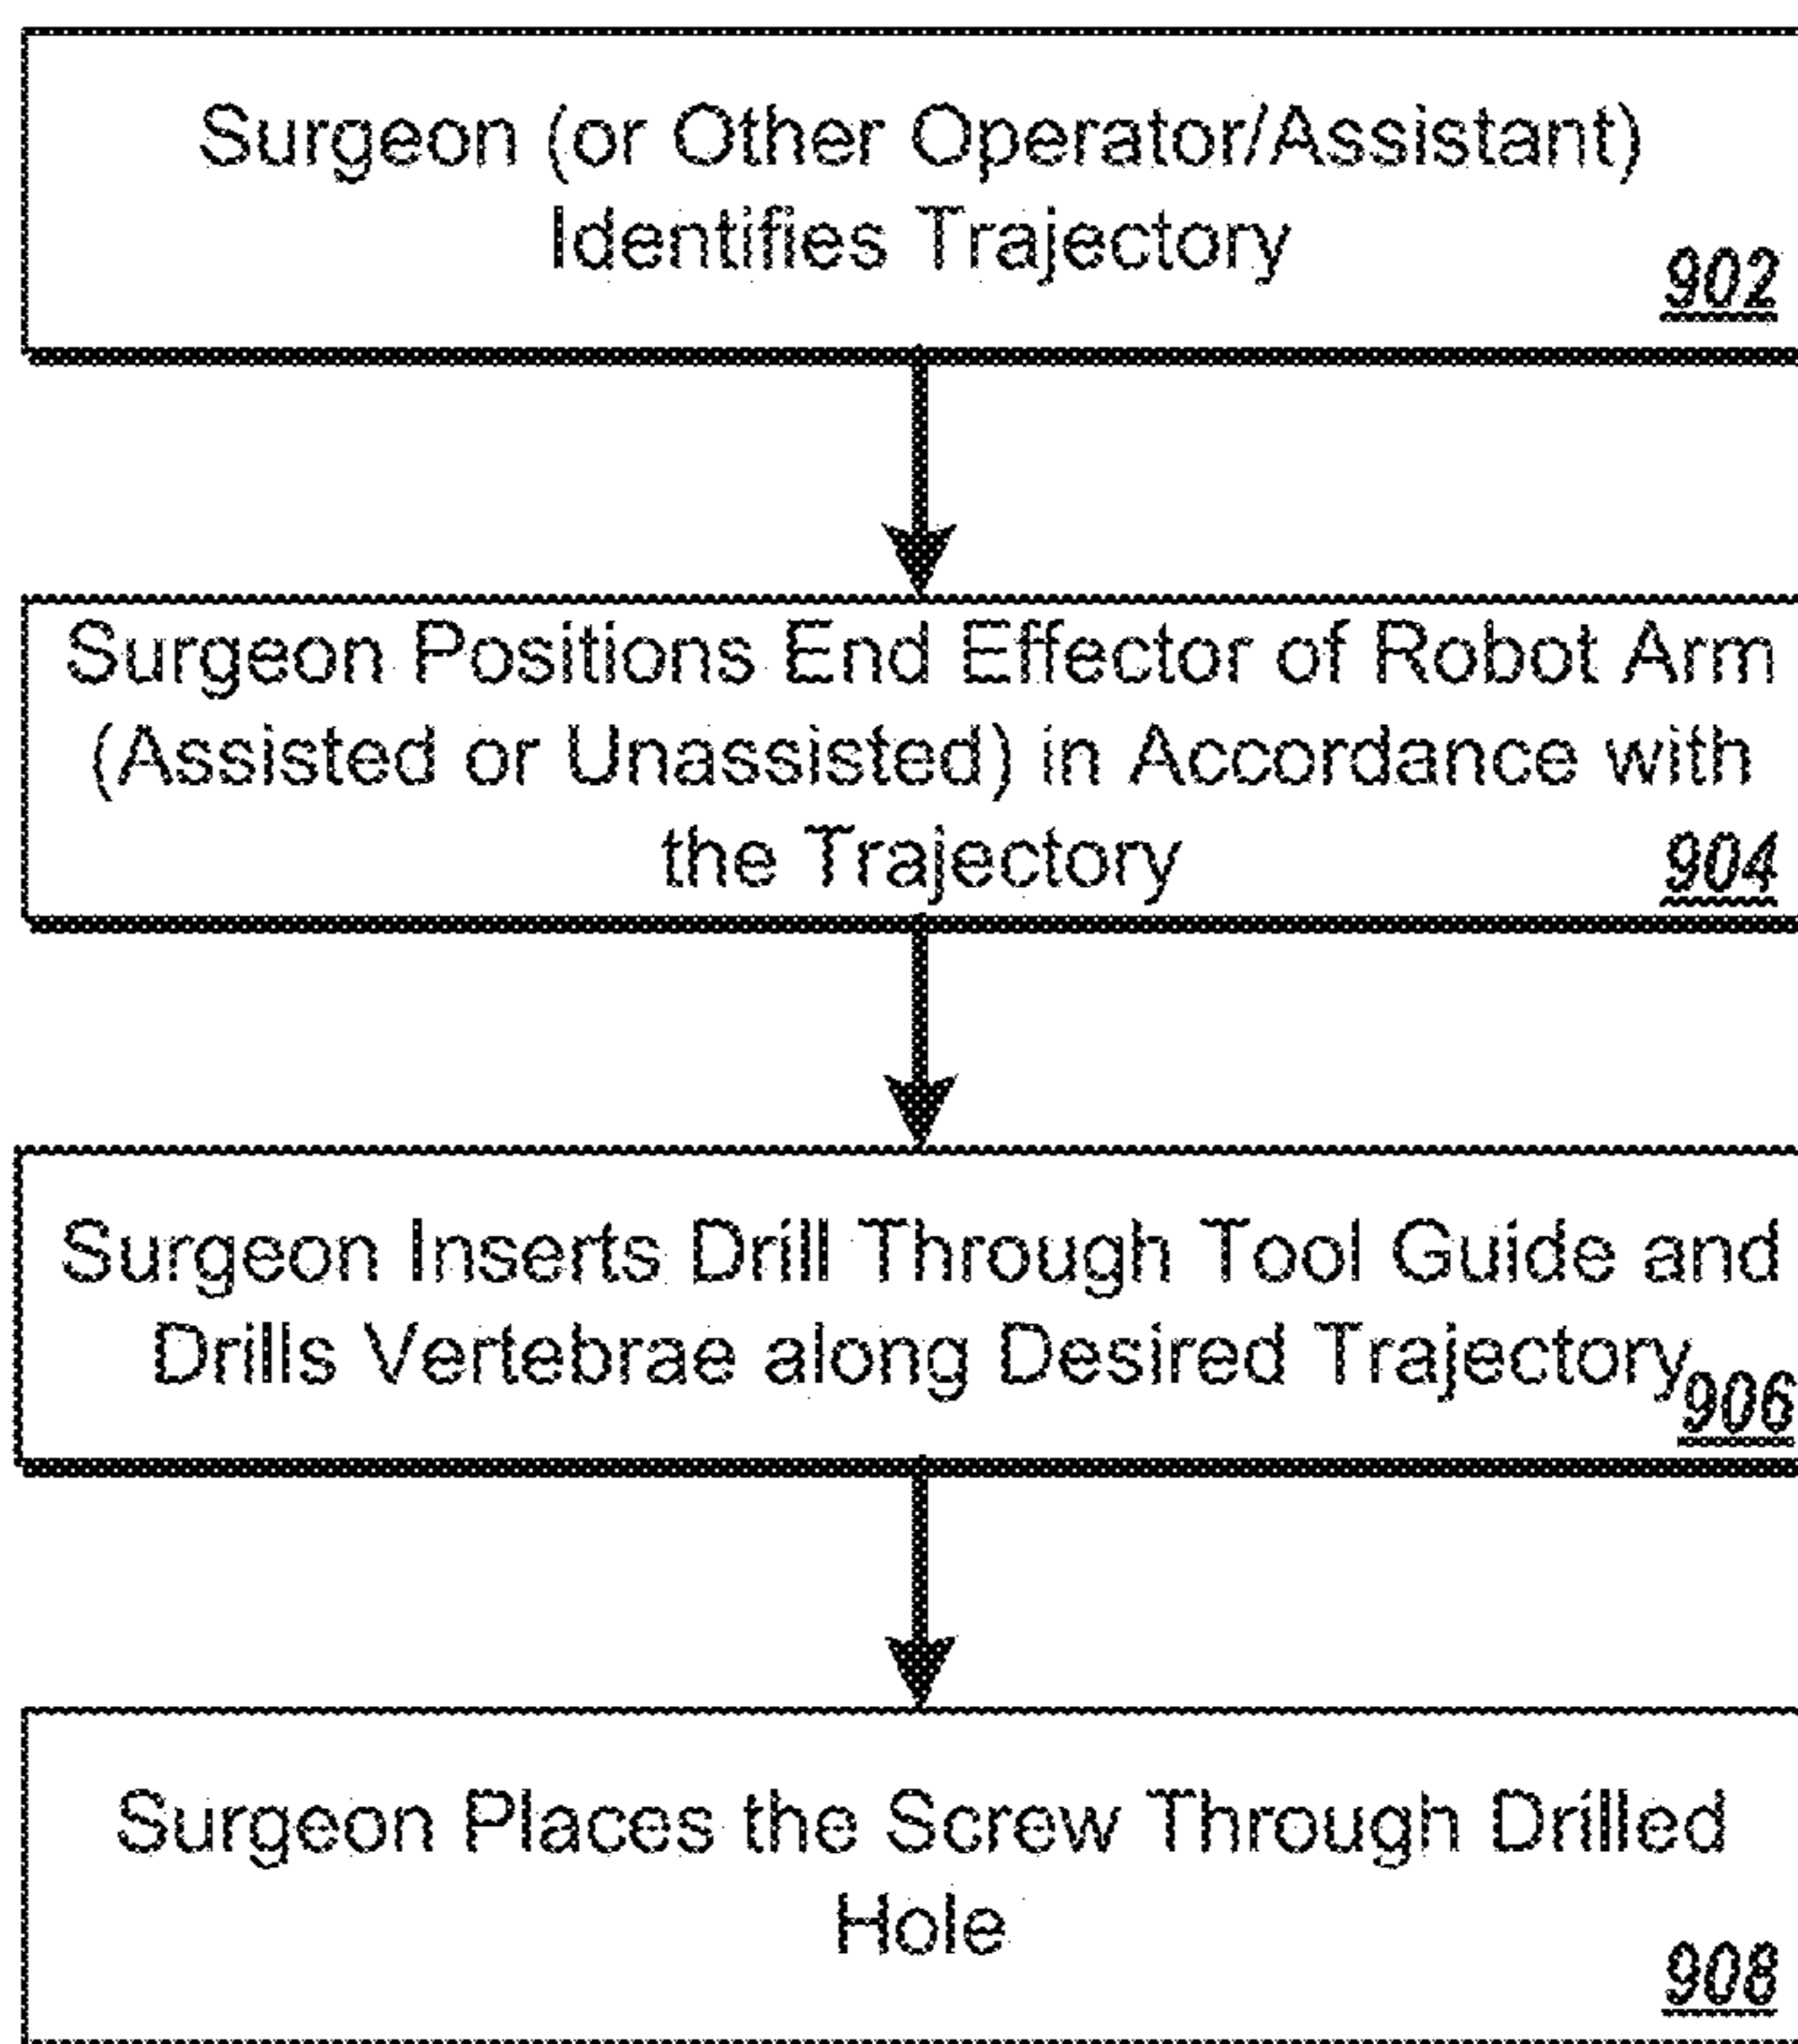 Surgeon (or Other Operator/Assistant)
Identifies Trajectory
902
Surgeon Positions End Effector of Robot Arm
(Assisted or Unassisted) in Accordance with
the Trajectory
904
Surgeon Inserts Drill Through Tool Guide and
Drills Vertebrae along Desired Trajectory
906
Surgeon Places the Screw Through Drilled
Hole
908